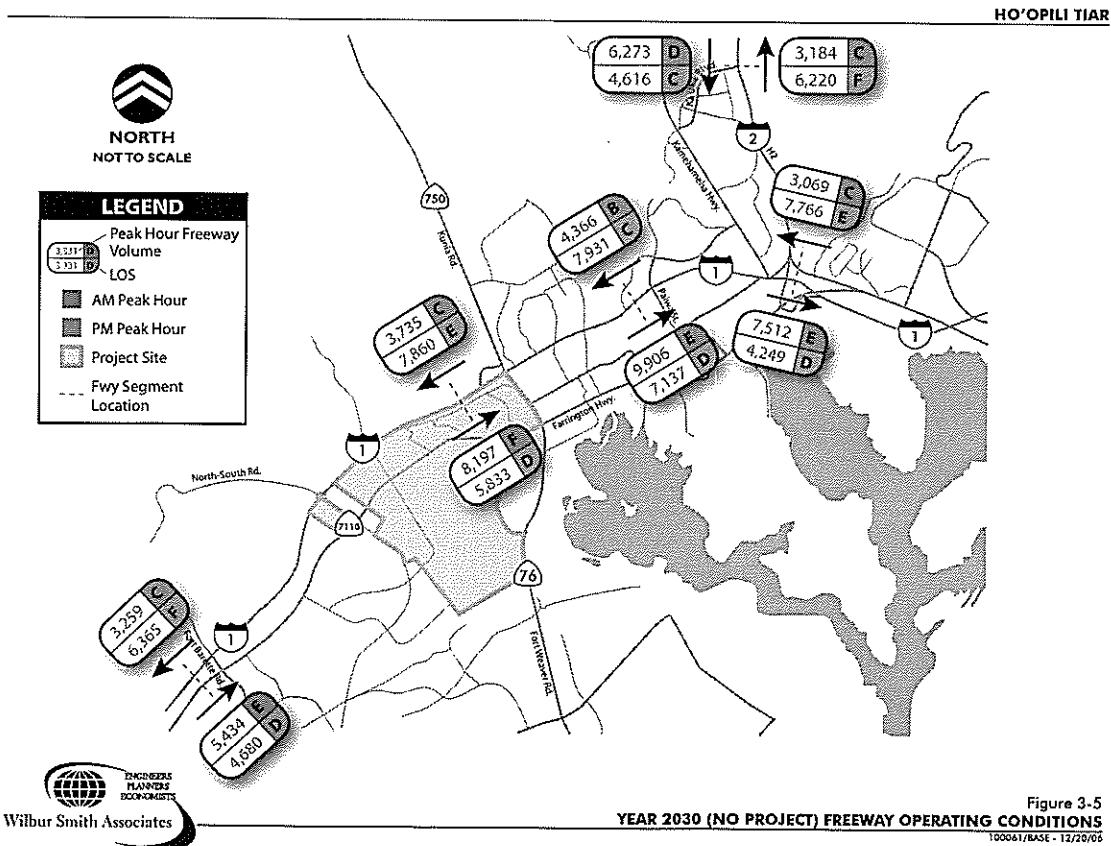 HO'OPILI TIAR
6,273 D
4,616 C
3,184 C
6,220 F
NORTH
NOT TO SCALE
2
H2
Kamehameha Hwy.
3,069 C
7,766 E
750
Kunia Rd.
4,366 B
7,931 C
1
LEGEND
Peak Hour Freeway
Volume
LOS
AM Peak Hour
PM Peak Hour
Project Site
Fwy Segment
Location
3,735 C
7,860 E
7,512 E
4,249 D
1
9,906 E
7,137 D
Farrington Hwy.
8,197 F
5,833 D
1
North-South Rd.
7110
76
Fort Weaver Rd.
3,259 C
6,365 F
1
5,434 E
4,680 D
ENGINEERS
PLANNERS
ECONOMISTS
Wilbur Smith Associates
Figure 3-5
YEAR 2030 (NO PROJECT) FREEWAY OPERATING CONDITIONS
100061/BASE - 12/20/06